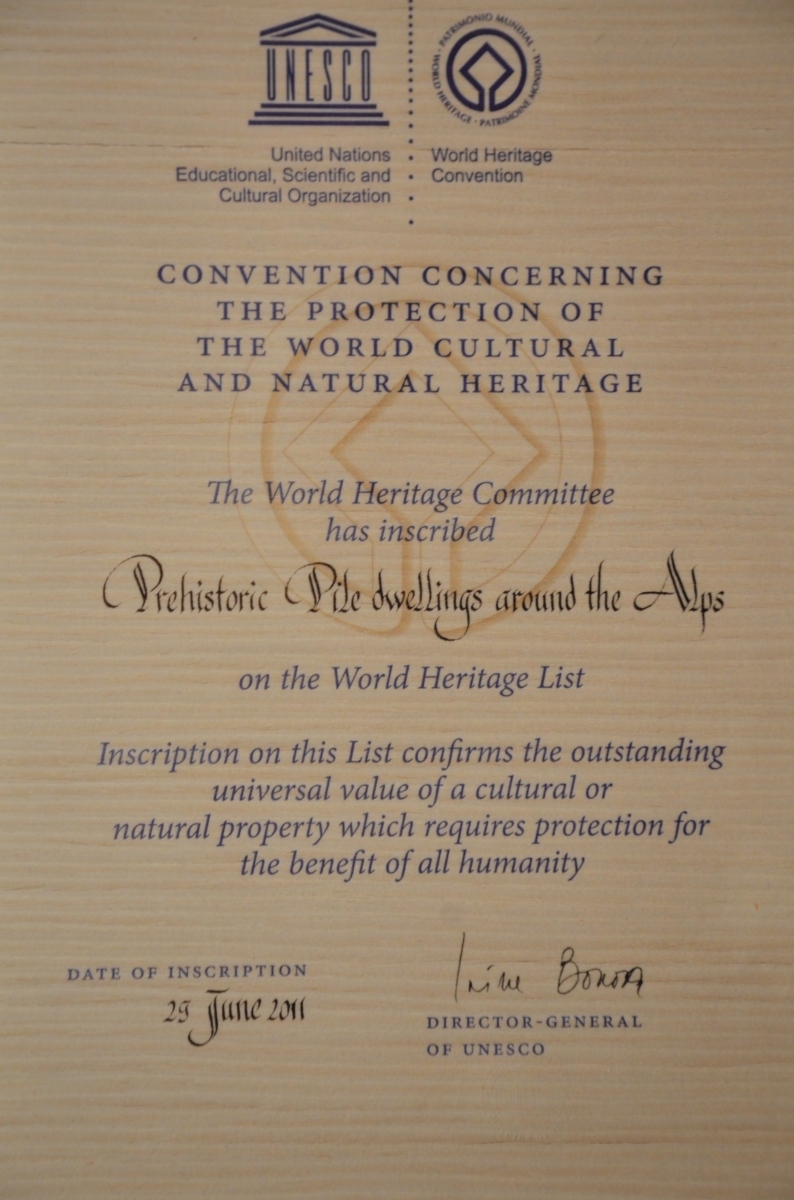 UNESCO
PATRIMONIO MUNDIAL • WORLD HERITAGE • PATRIMOINE MONDIAL •
United Nations
Educational, Scientific and
Cultural Organization
World Heritage
Convention
CONVENTION CONCERNING
THE PROTECTION OF
THE WORLD CULTURAL
AND NATURAL HERITAGE
The World Heritage Committee
has inscribed
Prehistoric Pile dwellings around the Alps
on the World Heritage List
Inscription on this List confirms the outstanding
universal value of a cultural or
natural property which requires protection for
the benefit of all humanity
DATE OF INSCRIPTION
29 June 2011
Irina Bokova
DIRECTOR-GENERAL
OF UNESCO